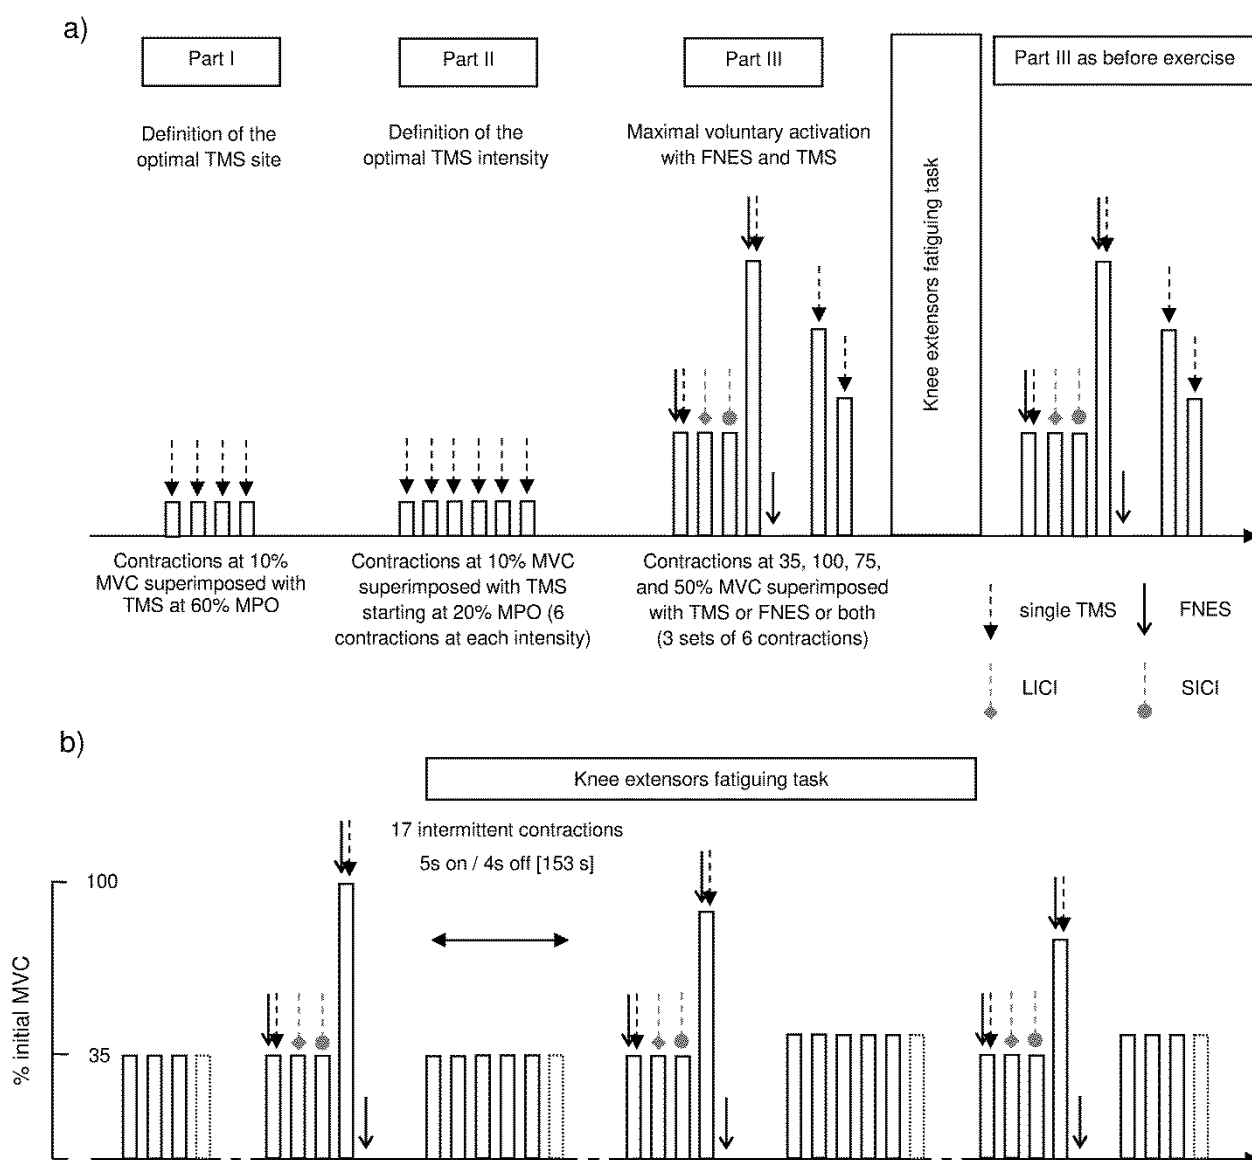 a)
Part I
Part II
Part III
Part III as before exercise
Definition of the
optimal TMS site
Definition of the
optimal TMS intensity
Maximal voluntary activation
with FNES and TMS
Knee extensors fatiguing task
Contractions at 10%
MVC superimposed with
TMS at 60% MPO
Contractions at 10% MVC
superimposed with TMS
starting at 20% MPO (6
contractions at each intensity)
Contractions at 35, 100, 75,
and 50% MVC superimposed
with TMS or FNES or both
(3 sets of 6 contractions)
single TMS
FNES
LICI
SICI
b)
Knee extensors fatiguing task
17 intermittent contractions
5s on / 4s off [153 s]
100
35
% initial MVC